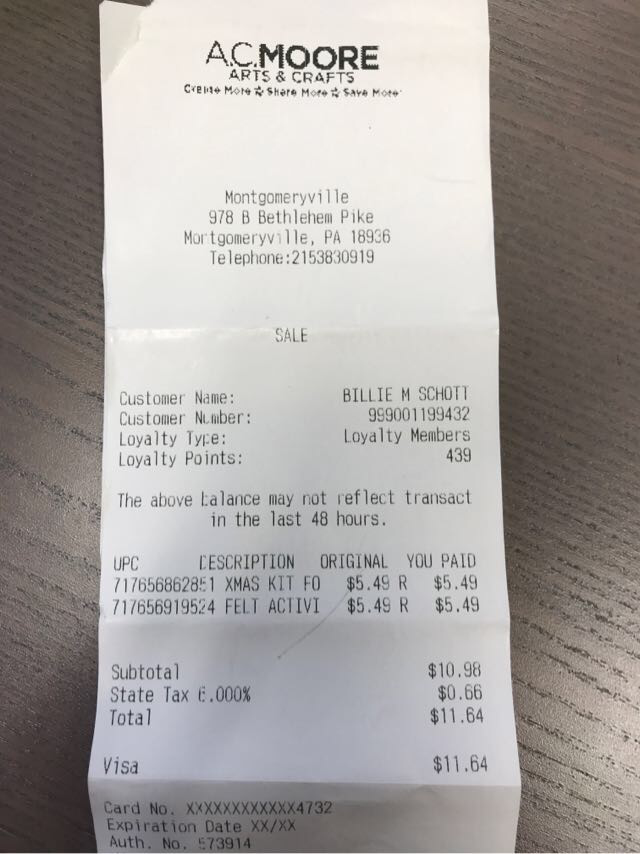 A.C.MOORE
ARTS & CRAFTS
Create More ☆ Share More ☆ Save More
Montgomeryville
978 B Bethlehem Pike
Montgomeryville, PA 18936
Telephone:2153830919
SALE
Customer Name: BILLIE M SCHOTT
Customer Number: 999001199432
Loyalty Type: Loyalty Members
Loyalty Points: 439
The above balance may not reflect transact
in the last 48 hours.
UPC DESCRIPTION ORIGINAL YOU PAID
717656862851 XMAS KIT FO $5.49 R $5.49
717656919524 FELT ACTIVI $5.49 R $5.49
Subtotal $10.98
State Tax 6.000% $0.66
Total $11.64
Visa $11.64
Card No. XXXXXXXXXXXX4732
Expiration Date XX/XX
Auth. No. 573914